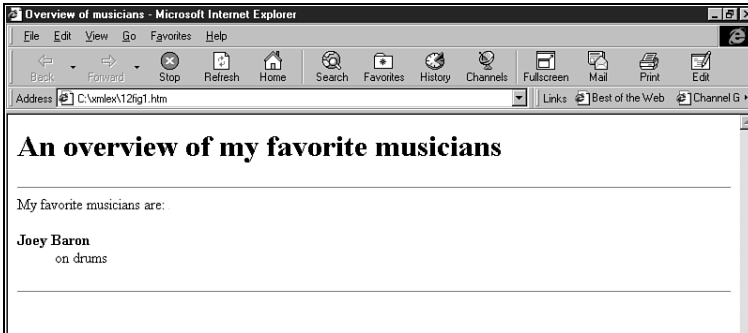 Overview of musicians - Microsoft Internet Explorer
File Edit View Go Favorites Help
Back Forward Stop Refresh Home Search Favorites History Channels Fullscreen Mail Print Edit
Address C:\xmlex\12fig1.htm Links Best of the Web Channel G
An overview of my favorite musicians
My favorite musicians are:
Joey Baron
on drums